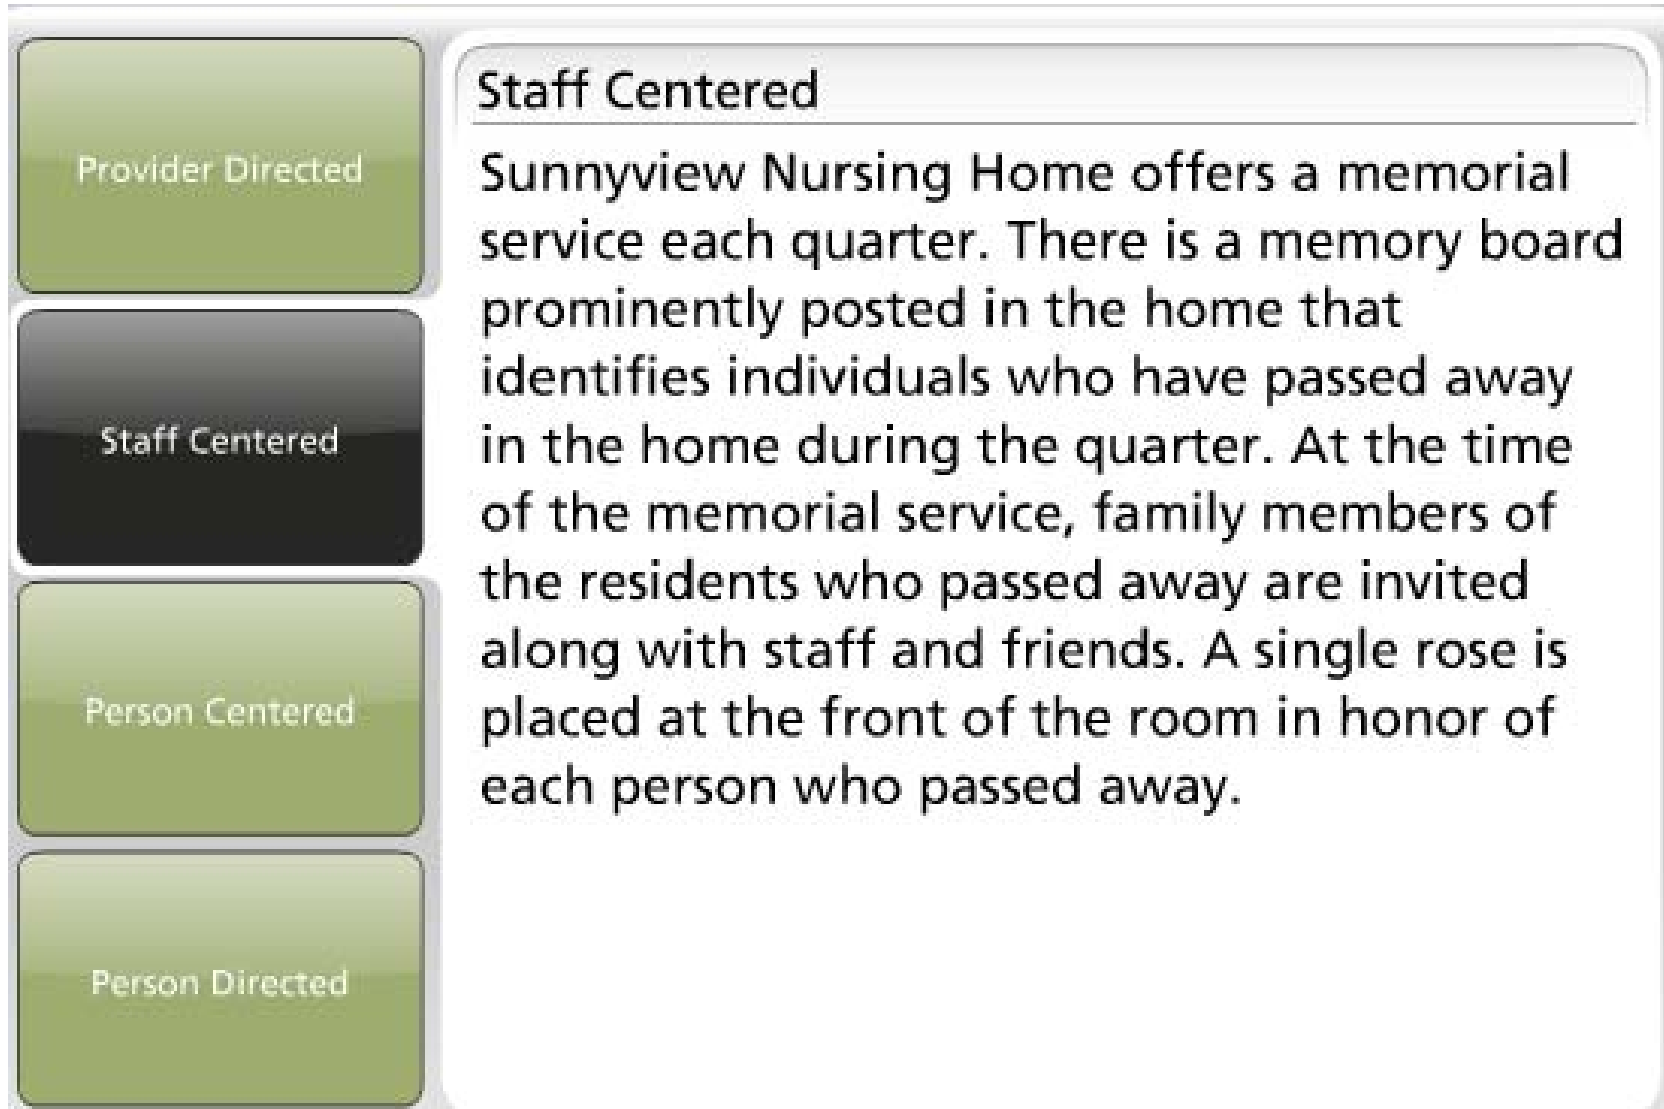 Provider Directed
Staff Centered
Person Centered
Person Directed
Staff Centered
Sunnyview Nursing Home offers a memorial
service each quarter. There is a memory board
prominently posted in the home that
identifies individuals who have passed away
in the home during the quarter. At the time
of the memorial service, family members of
the residents who passed away are invited
along with staff and friends. A single rose is
placed at the front of the room in honor of
each person who passed away.